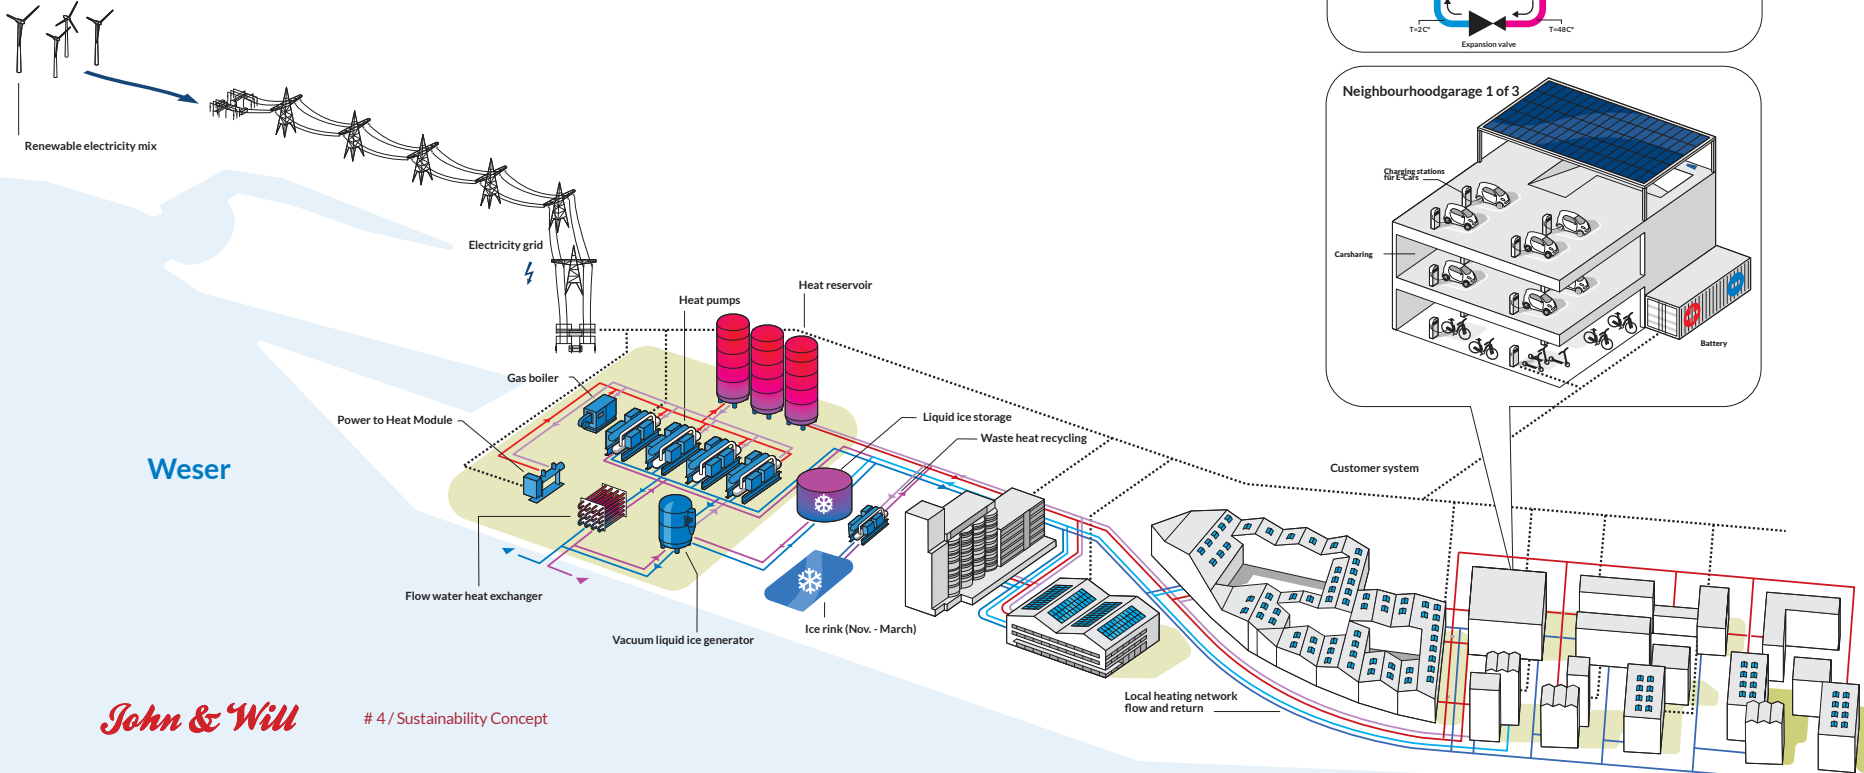 T=2C°
T=48C°
Expansion valve
Neighbourhoodgarage 1 of 3
Renewable electricity mix
Charging stations
für E-Cars
Electricity grid
Carsharing
Heat reservoir
Heat pumps
Battery
Gas boiler
Power to Heat Module
Liquid ice storage
Waste heat recycling
Weser
Customer system
Flow water heat exchanger
Ice rink (Nov. - March)
Vacuum liquid ice generator
Local heating network
flow and return
John & Will
# 4 / Sustainability Concept